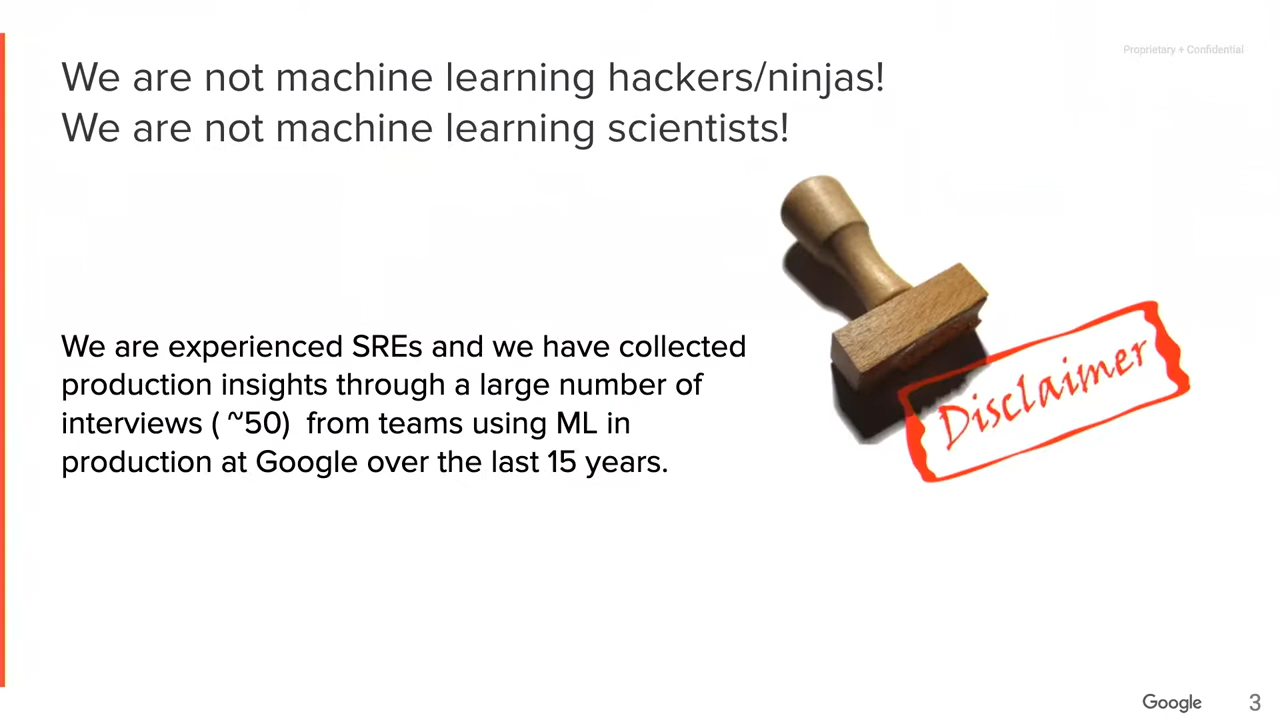 Proprietary + Confidential
We are not machine learning hackers/ninjas!
We are not machine learning scientists!
We are experienced SREs and we have collected
production insights through a large number of
interviews ( ~50)  from teams using ML in
production at Google over the last 15 years.
Disclaimer
Google
3